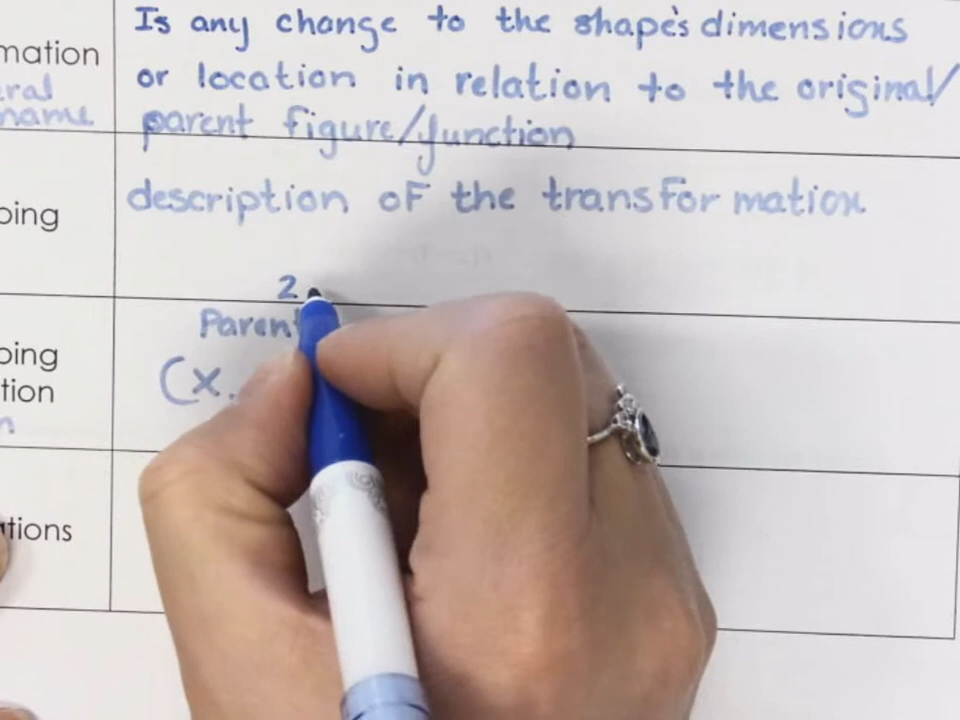 mation
eral
name
Is any change to the shape's dimensions
or location in relation to the original/
parent figure/function
ping
description of the transformation
ping
tion
n
2
Parent
(x,
tions